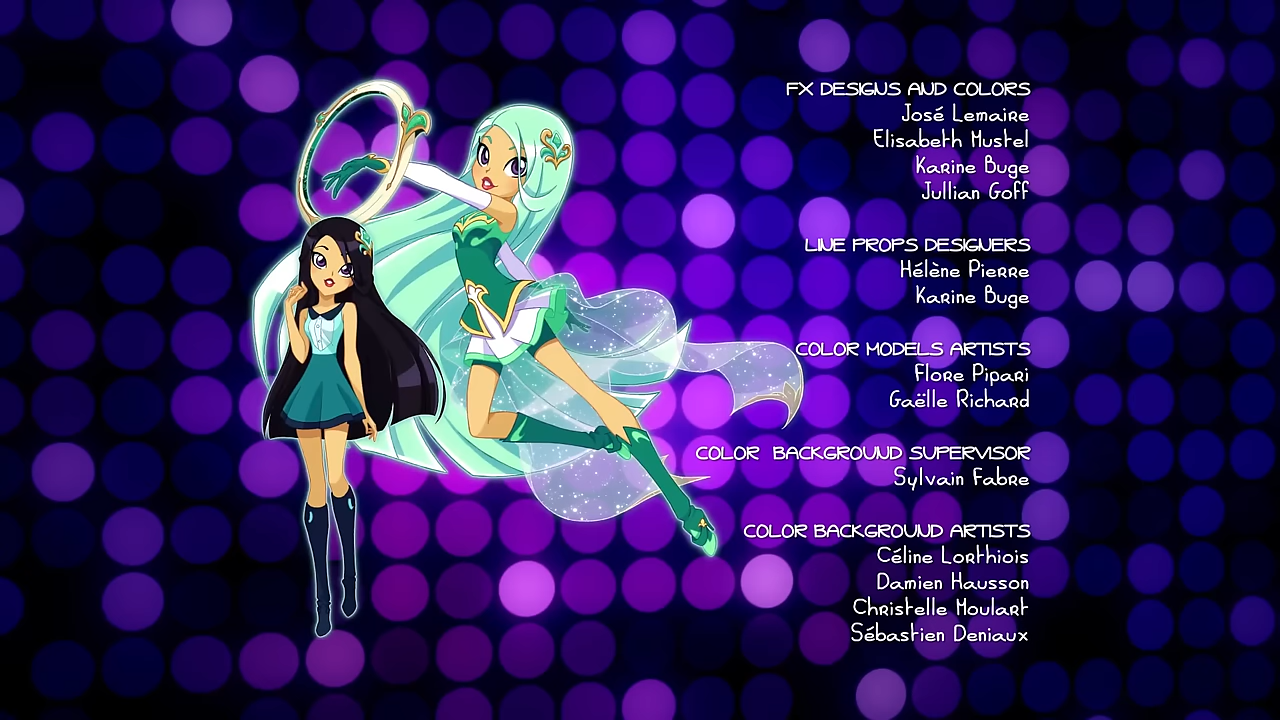 FX DESIGNS AND COLORS
José Lemaire
Elisabeth Mustel
Karine Buge
Jullian Goff
LINE PROPS DESIGNERS
Hélène Pierre
Karine Buge
COLOR MODELS ARTISTS
Flore Pipari
Gaëlle Richard
COLOR BACKGROUND SUPERVISOR
Sylvain Fabre
COLOR BACKGROUND ARTISTS
Céline Lorthiois
Damien Hausson
Christelle Moulart
Sébastien Deniaux